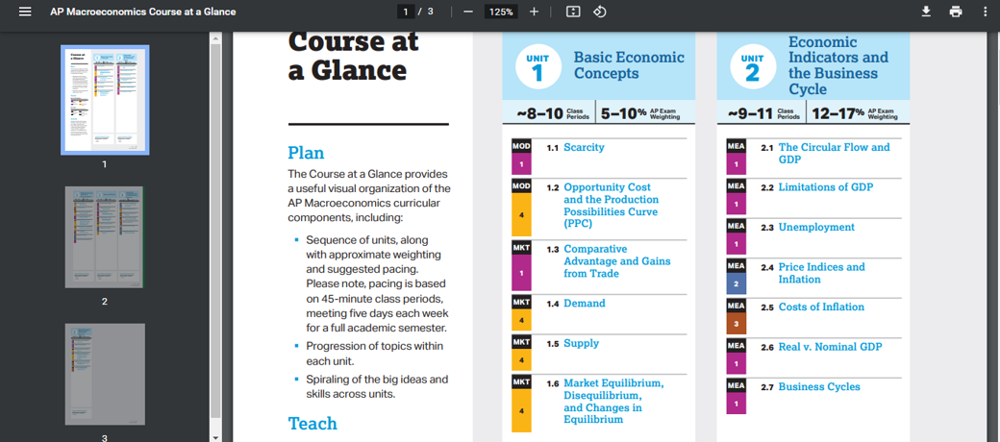 AP Macroeconomics Course at a Glance
1 / 3
125%
1
2
3
Course at
a Glance
Plan
The Course at a Glance provides
a useful visual organization of the
AP Macroeconomics curricular
components, including:
▪ Sequence of units, along
with approximate weighting
and suggested pacing.
Please note, pacing is based
on 45-minute class periods,
meeting five days each week
for a full academic semester.
▪ Progression of topics within
each unit.
▪ Spiraling of the big ideas and
skills across units.
Teach
UNIT
1
Basic Economic
Concepts
~8–10 Class Periods
5–10% AP Exam Weighting
MOD
1
1.1 Scarcity
MOD
4
1.2 Opportunity Cost
and the Production
Possibilities Curve
(PPC)
MKT
1
1.3 Comparative
Advantage and Gains
from Trade
MKT
4
1.4 Demand
MKT
4
1.5 Supply
MKT
4
1.6 Market Equilibrium,
Disequilibrium,
and Changes in
Equilibrium
UNIT
2
Economic
Indicators and
the Business
Cycle
~9–11 Class Periods
12–17% AP Exam Weighting
MEA
1
2.1 The Circular Flow and
GDP
MEA
1
2.2 Limitations of GDP
MEA
1
2.3 Unemployment
MEA
2
2.4 Price Indices and
Inflation
MEA
3
2.5 Costs of Inflation
MEA
1
2.6 Real v. Nominal GDP
MEA
1
2.7 Business Cycles